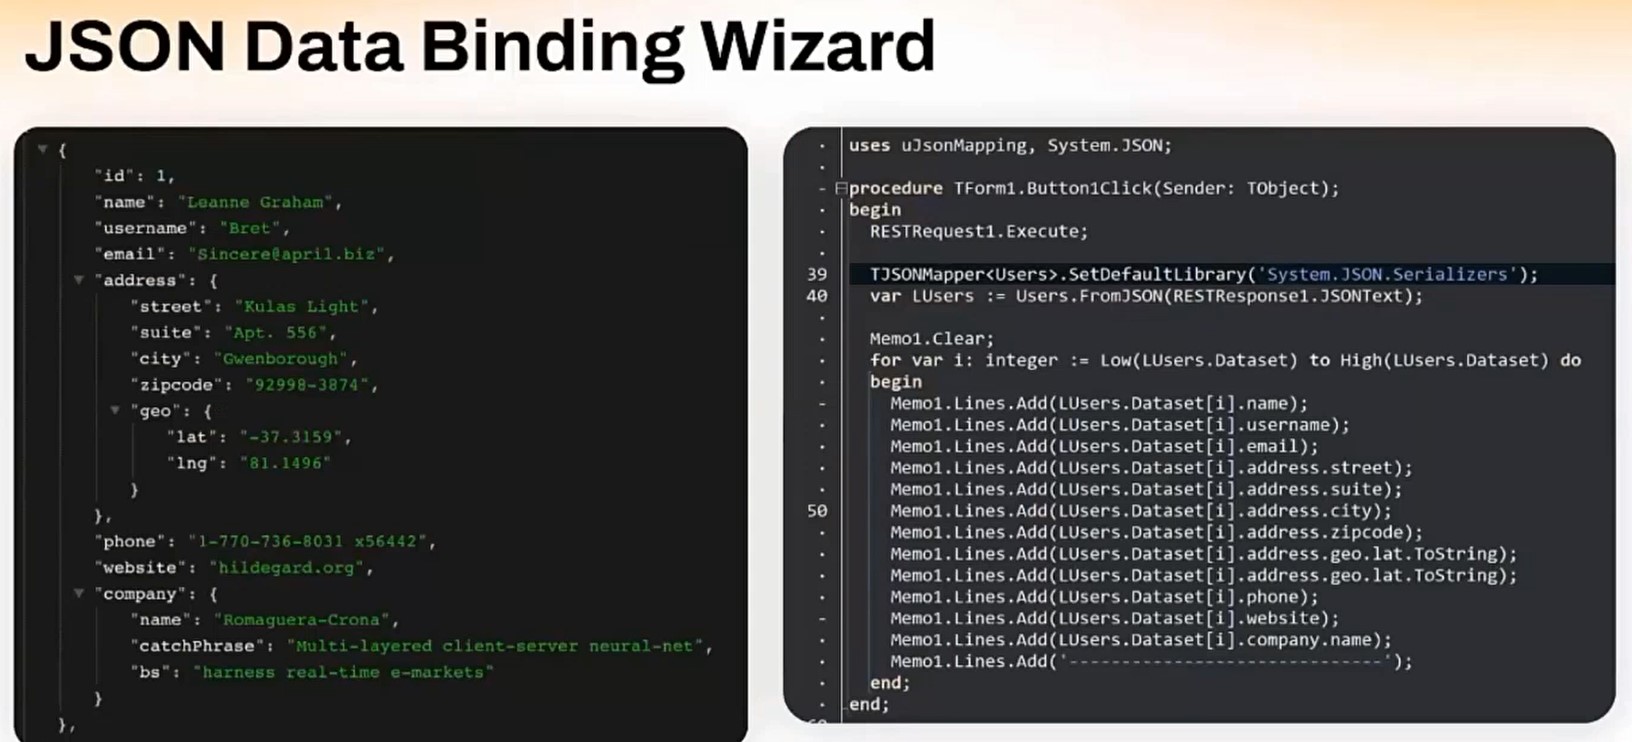 JSON Data Binding Wizard
{
"id": 1,
"name": "Leanne Graham",
"username": "Bret",
"email": "Sincere@april.biz",
"address": {
"street": "Kulas Light",
"suite": "Apt. 556",
"city": "Gwenborough",
"zipcode": "92998-3874",
"geo": {
"lat": "-37.3159",
"lng": "81.1496"
}
},
"phone": "1-770-736-8031 x56442",
"website": "hildegard.org",
"company": {
"name": "Romaguera-Crona",
"catchPhrase": "Multi-layered client-server neural-net",
"bs": "harness real-time e-markets"
}
},
uses uJsonMapping, System.JSON;
procedure TForm1.Button1Click(Sender: TObject);
begin
RESTRequest1.Execute;
39 TJSONMapper<Users>.SetDefaultLibrary('System.JSON.Serializers');
40 var LUsers := Users.FromJSON(RESTResponse1.JSONText);
Memo1.Clear;
for var i: integer := Low(LUsers.Dataset) to High(LUsers.Dataset) do
begin
Memo1.Lines.Add(LUsers.Dataset[i].name);
Memo1.Lines.Add(LUsers.Dataset[i].username);
Memo1.Lines.Add(LUsers.Dataset[i].email);
Memo1.Lines.Add(LUsers.Dataset[i].address.street);
Memo1.Lines.Add(LUsers.Dataset[i].address.suite);
50 Memo1.Lines.Add(LUsers.Dataset[i].address.city);
Memo1.Lines.Add(LUsers.Dataset[i].address.zipcode);
Memo1.Lines.Add(LUsers.Dataset[i].address.geo.lat.ToString);
Memo1.Lines.Add(LUsers.Dataset[i].address.geo.lat.ToString);
Memo1.Lines.Add(LUsers.Dataset[i].phone);
Memo1.Lines.Add(LUsers.Dataset[i].website);
Memo1.Lines.Add(LUsers.Dataset[i].company.name);
Memo1.Lines.Add('------------------------------');
end;
end;